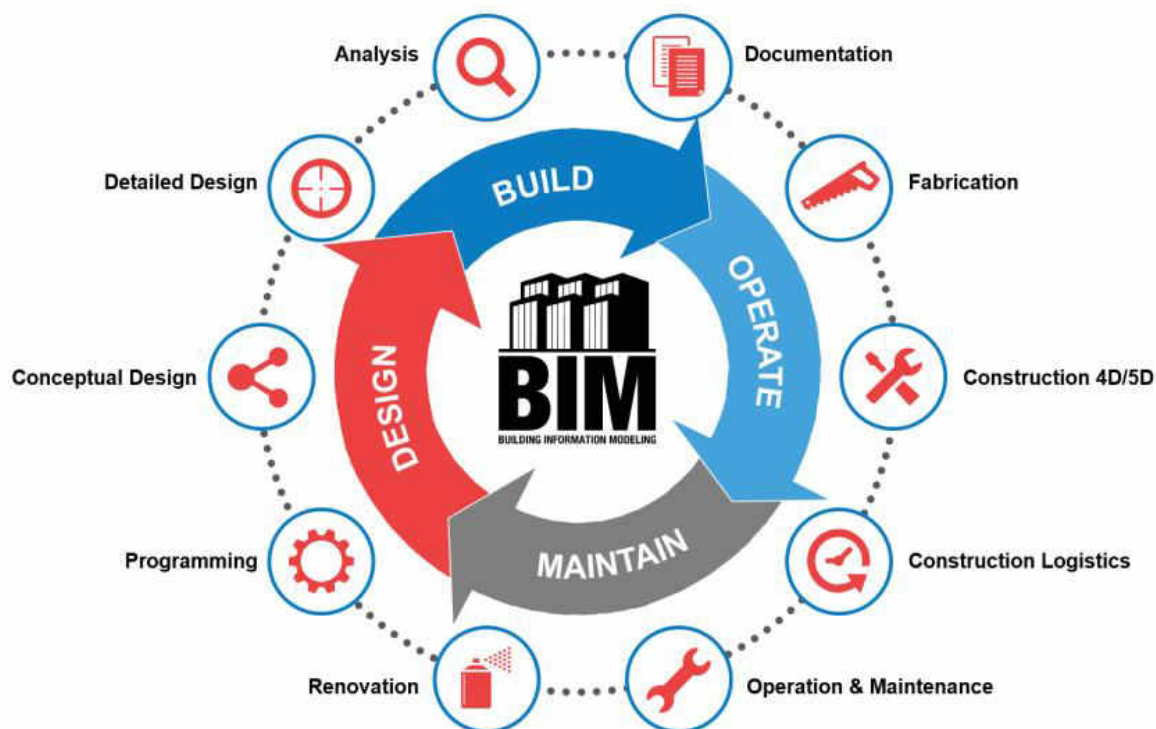 Analysis
Documentation
Detailed Design
BUILD
Fabrication
OPERATE
Conceptual Design
DESIGN
BIM
BUILDING INFORMATION MODELING
Construction 4D/5D
Programming
MAINTAIN
Construction Logistics
Renovation
Operation & Maintenance